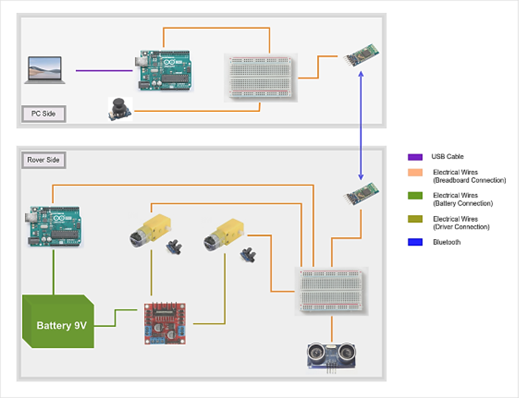 PC Side
Rover Side
Battery 9V
USB Cable
Electrical Wires
(Breadboard Connection)
Electrical Wires
(Battery Connection)
Electrical Wires
(Driver Connection)
Bluetooth